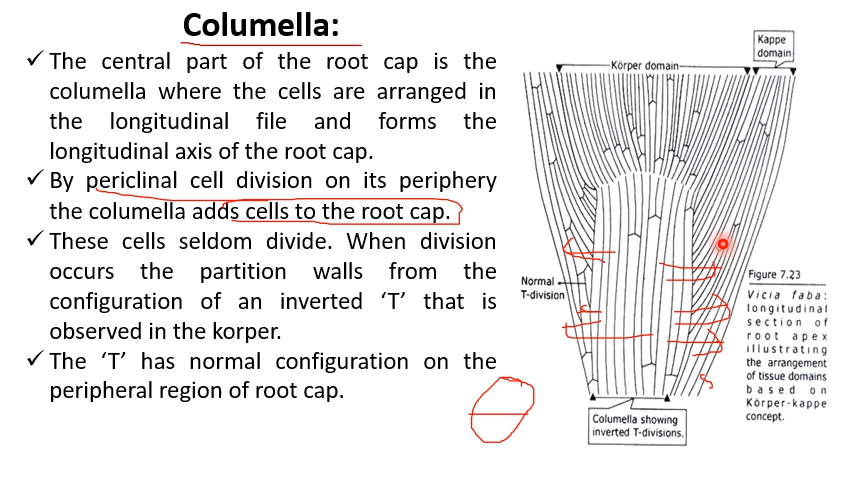 Columella:
✓ The central part of the root cap is the
columella where the cells are arranged in
the longitudinal file and forms the
longitudinal axis of the root cap.
✓ By periclinal cell division on its periphery
the columella adds cells to the root cap.
✓ These cells seldom divide. When division
occurs the partition walls from the
configuration of an inverted ‘T’ that is
observed in the korper.
✓ The ‘T’ has normal configuration on the
peripheral region of root cap.
Kappe
domain
Körper domain
Normal
T-division
Columella showing
inverted T-divisions.
Figure 7.23
Vicia faba:
longitudinal
section of
root apex
illustrating
the arrangement
of tissue domains
based on
Körper-kappe
concept.